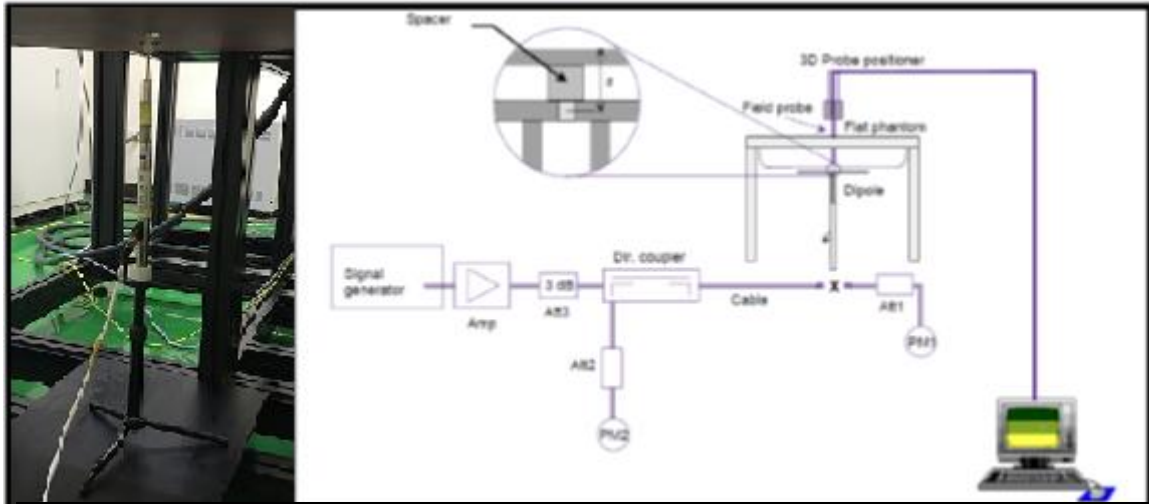 Spacer
s
3D Probe positioner
Field probe
Flat phantom
Dipole
Signal
generator
Amp
3 dB
Att3
Dir. coupler
Cable
x
Att1
PM1
Att2
PM2